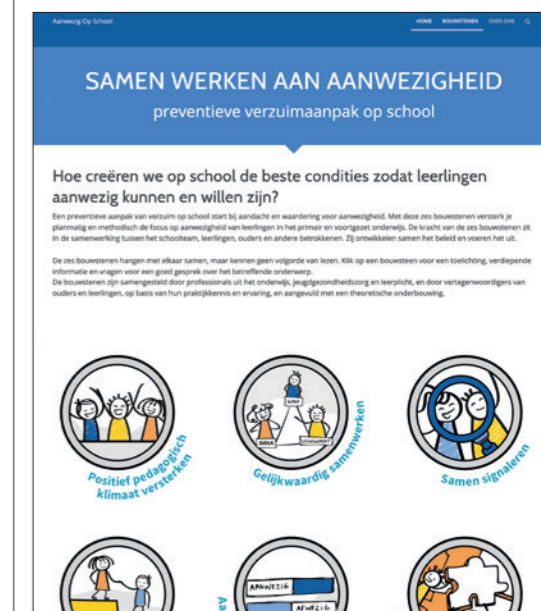 Aanwezig Op School
HOME BOUWSTENEN OVER ONS
SAMEN WERKEN AAN AANWEZIGHEID
preventieve verzuimaanpak op school
Hoe creëren we op school de beste condities zodat leerlingen
aanwezig kunnen en willen zijn?
Een preventieve aanpak van verzuim op school start bij aandacht en waardering voor aanwezigheid. Met deze zes bouwstenen versterk je
planmatig en methodisch de focus op aanwezigheid van leerlingen in het primair en voortgezet onderwijs. De kracht van de zes bouwstenen zit
in de samenwerking tussen het schoolteam, leerlingen, ouders en andere betrokkenen. Zij ontwikkelen samen het beleid en voeren het uit.
De zes bouwstenen hangen met elkaar samen, maar kennen geen volgorde van lezen. Klik op een bouwsteen voor een toelichting, verdiepende
informatie en vragen voor een goed gesprek over het betreffende onderwerp.
De bouwstenen zijn samengesteld door professionals uit het onderwijs, jeugdgezondheidszorg en leerplicht, en door vertegenwoordigers van
ouders en leerlingen, op basis van hun praktijkkennis en ervaring, en aangevuld met een theoretische onderbouwing.
Positief pedagogisch
klimaat versterken
Gelijkwaardig samenwerken
Samen signaleren
Aa
AANWEZIG
AFWEZIG